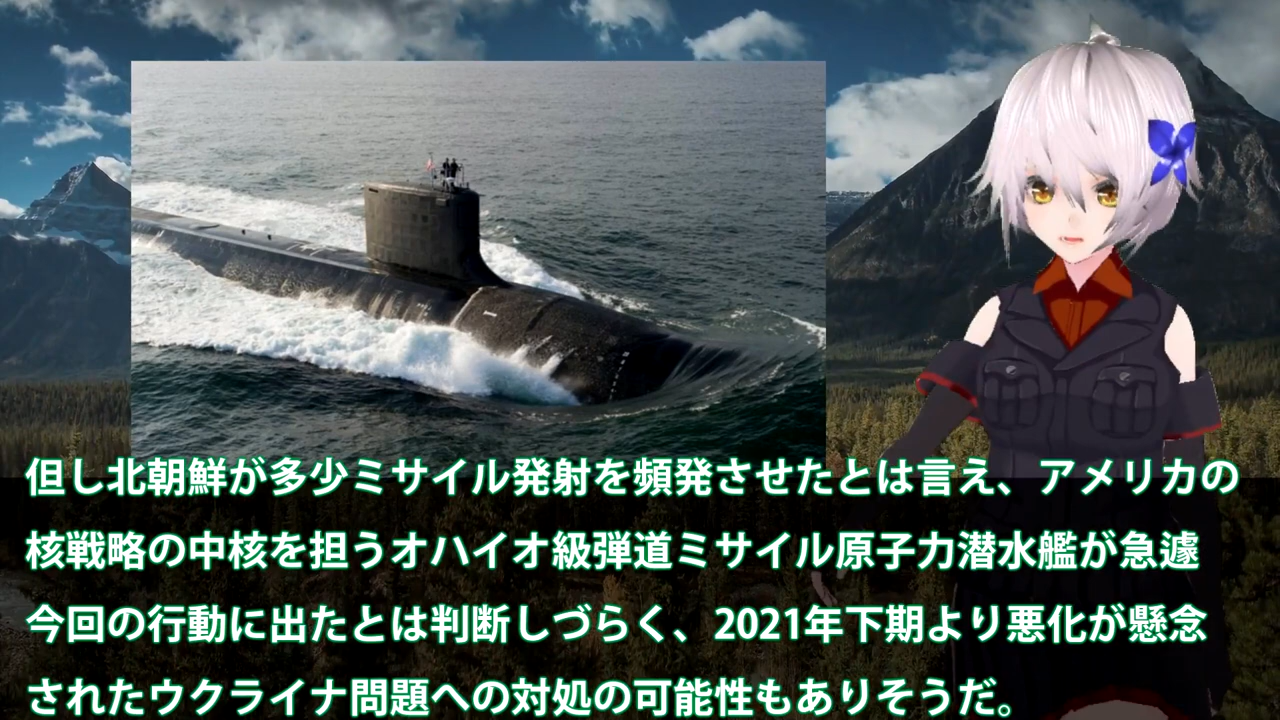 但し北朝鮮が多少ミサイル発射を頻発させたとは言え、アメリカの
核戦略の中核を担うオハイオ級弾道ミサイル原子力潜水艦が急遽
今回の行動に出たとは判断しづらく、2021年下期より悪化が懸念
されたウクライナ問題への対処の可能性もありそうだ。